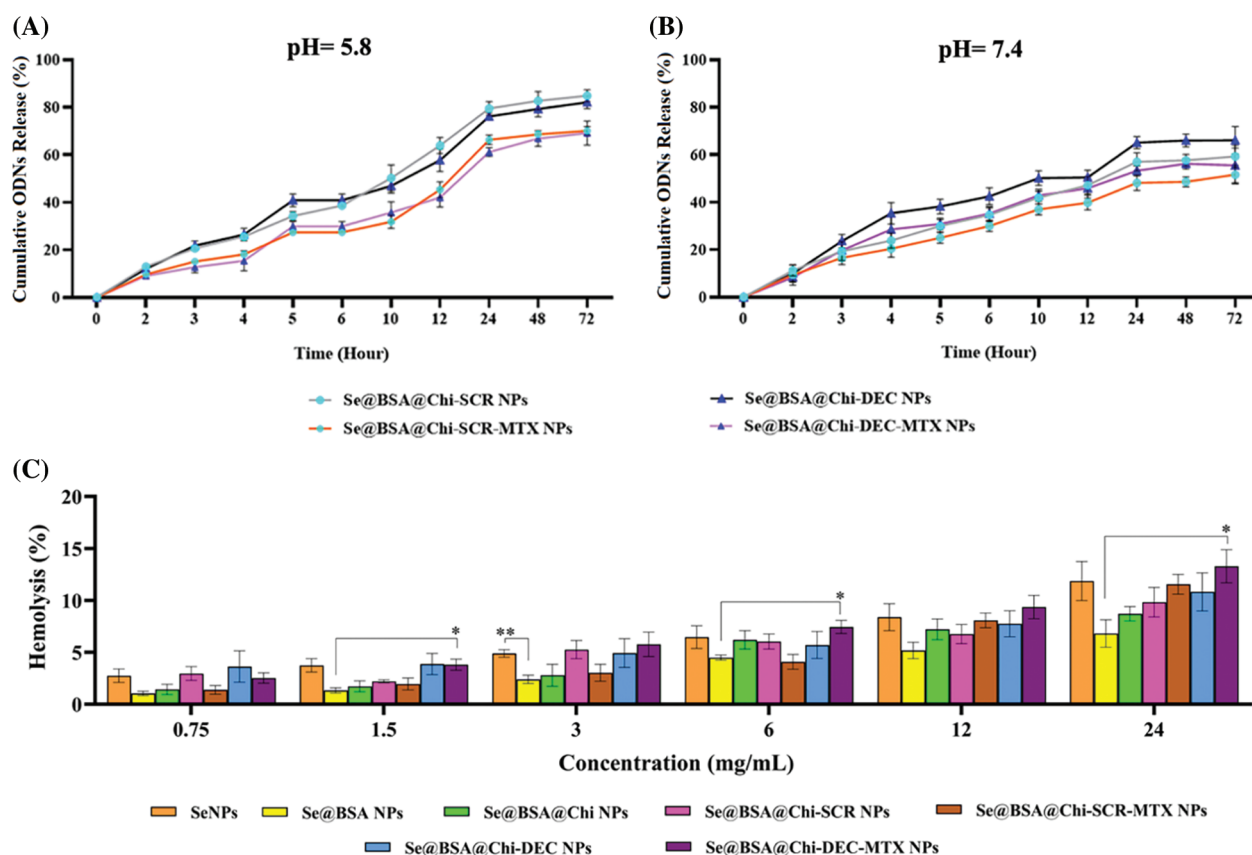 (A)
pH= 5.8
Cumulative ODNs Release (%)
100
80
60
40
20
0
0 2 3 4 5 6 10 12 24 48 72
Time (Hour)
(B)
pH= 7.4
Cumulative ODNs Release (%)
100
80
60
40
20
0
0 2 3 4 5 6 10 12 24 48 72
Time (Hour)
Se@BSA@Chi-SCR NPs
Se@BSA@Chi-DEC NPs
Se@BSA@Chi-SCR-MTX NPs
Se@BSA@Chi-DEC-MTX NPs
(C)
Hemolysis (%)
20
15
10
5
0
*
**
*
*
0.75 1.5 3 6 12 24
Concentration (mg/mL)
SeNPs Se@BSA NPs Se@BSA@Chi NPs Se@BSA@Chi-SCR NPs Se@BSA@Chi-SCR-MTX NPs
Se@BSA@Chi-DEC NPs Se@BSA@Chi-DEC-MTX NPs